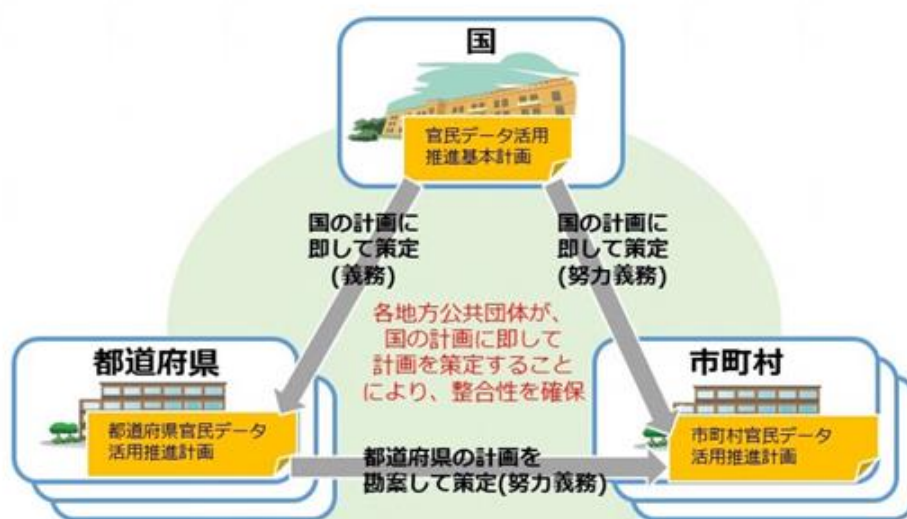 国
官民データ活用
推進基本計画
国の計画に
即して策定
(義務)
国の計画に
即して策定
(努力義務)
各地方公共団体が、
国の計画に即して
計画を策定すること
により、整合性を確保
都道府県
都道府県官民データ
活用推進計画
市町村
市町村官民データ
活用推進計画
都道府県の計画を
勘案して策定(努力義務)